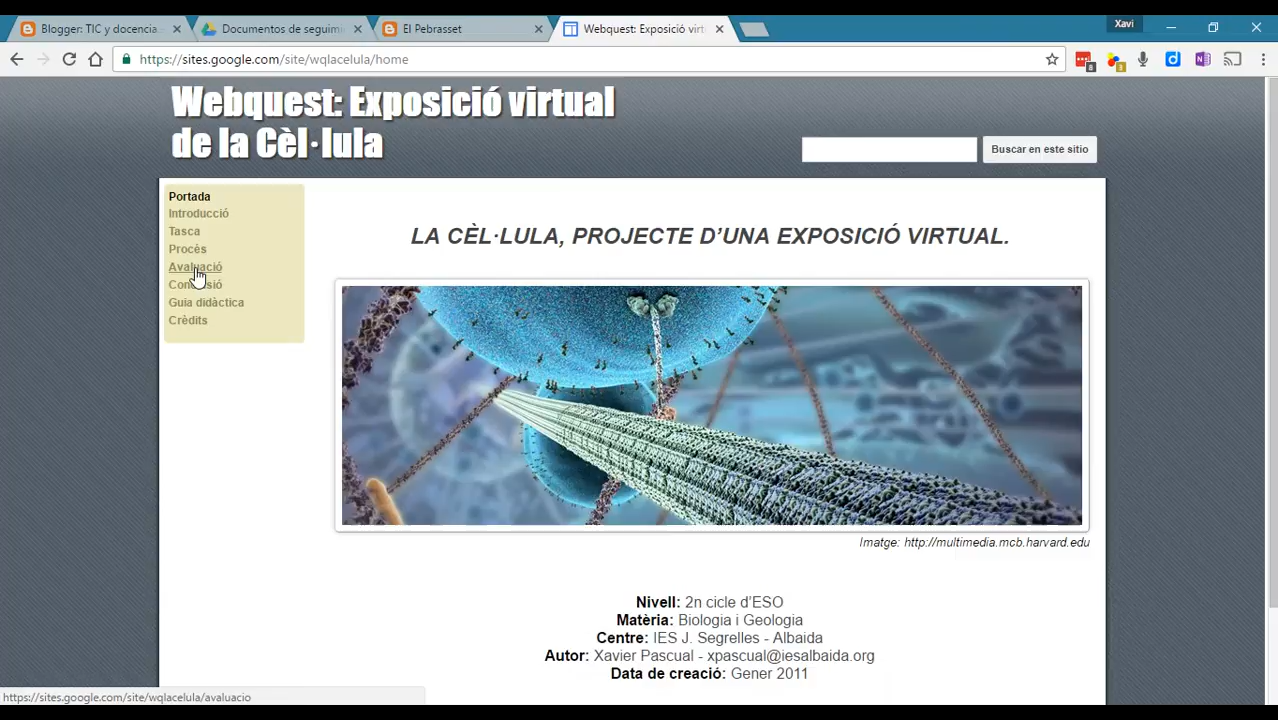 Blogger: TIC y docencia
Documentos de seguimi
El Pebrasset
Webquest: Exposició virt
Xavi
https://sites.google.com/site/wqlacelula/home
8
1
Webquest: Exposició virtual
de la Cèl·lula
Buscar en este sitio
Portada
Introducció
Tasca
Procés
Avaluació
Conclusió
Guia didàctica
Crèdits
LA CÈL·LULA, PROJECTE D'UNA EXPOSICIÓ VIRTUAL.
Imatge: http://multimedia.mcb.harvard.edu
Nivell: 2n cicle d'ESO
Matèria: Biologia i Geologia
Centre: IES J. Segrelles - Albaida
Autor: Xavier Pascual - xpascual@iesalbaida.org
Data de creació: Gener 2011
https://sites.google.com/site/wqlacelula/avaluacio